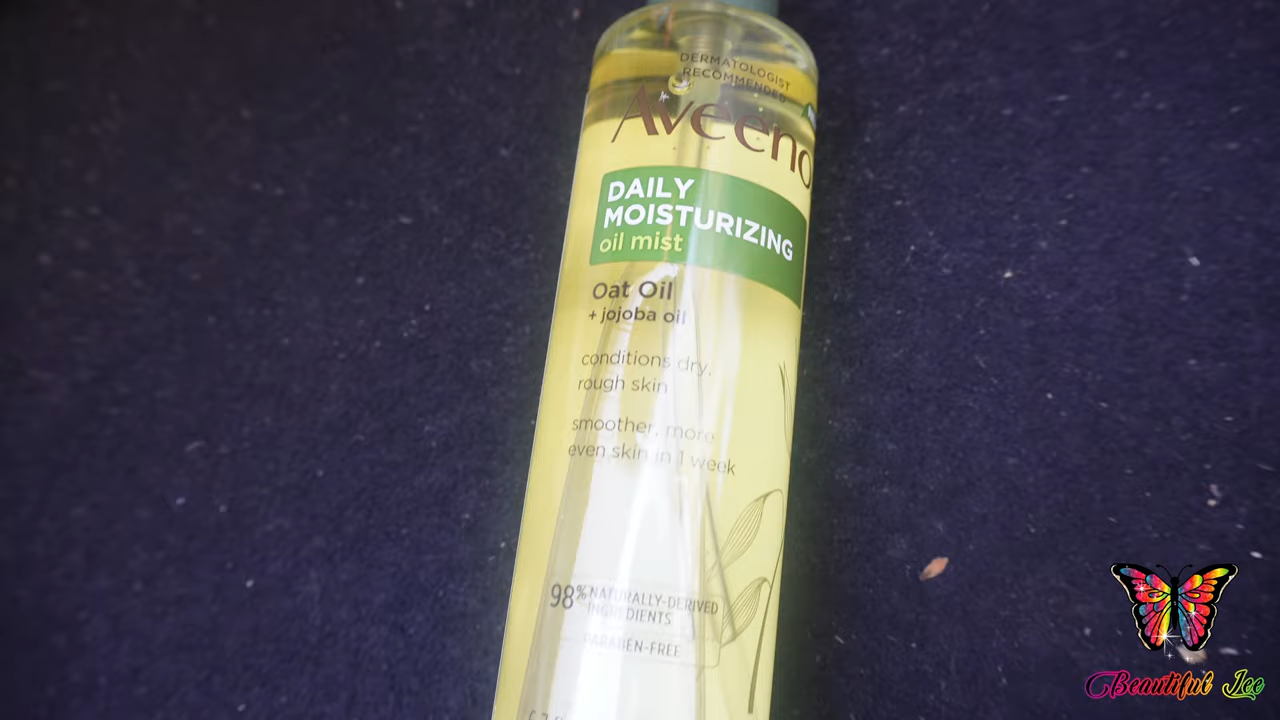 DERMATOLOGIST
RECOMMENDED
Aveeno
DAILY
MOISTURIZING
oil mist
Oat Oil
+ jojoba oil
conditions dry,
rough skin
smoother, more
even skin in 1 week
98% NATURALLY-DERIVED
INGREDIENTS
PARABEN-FREE
Beautiful Lee